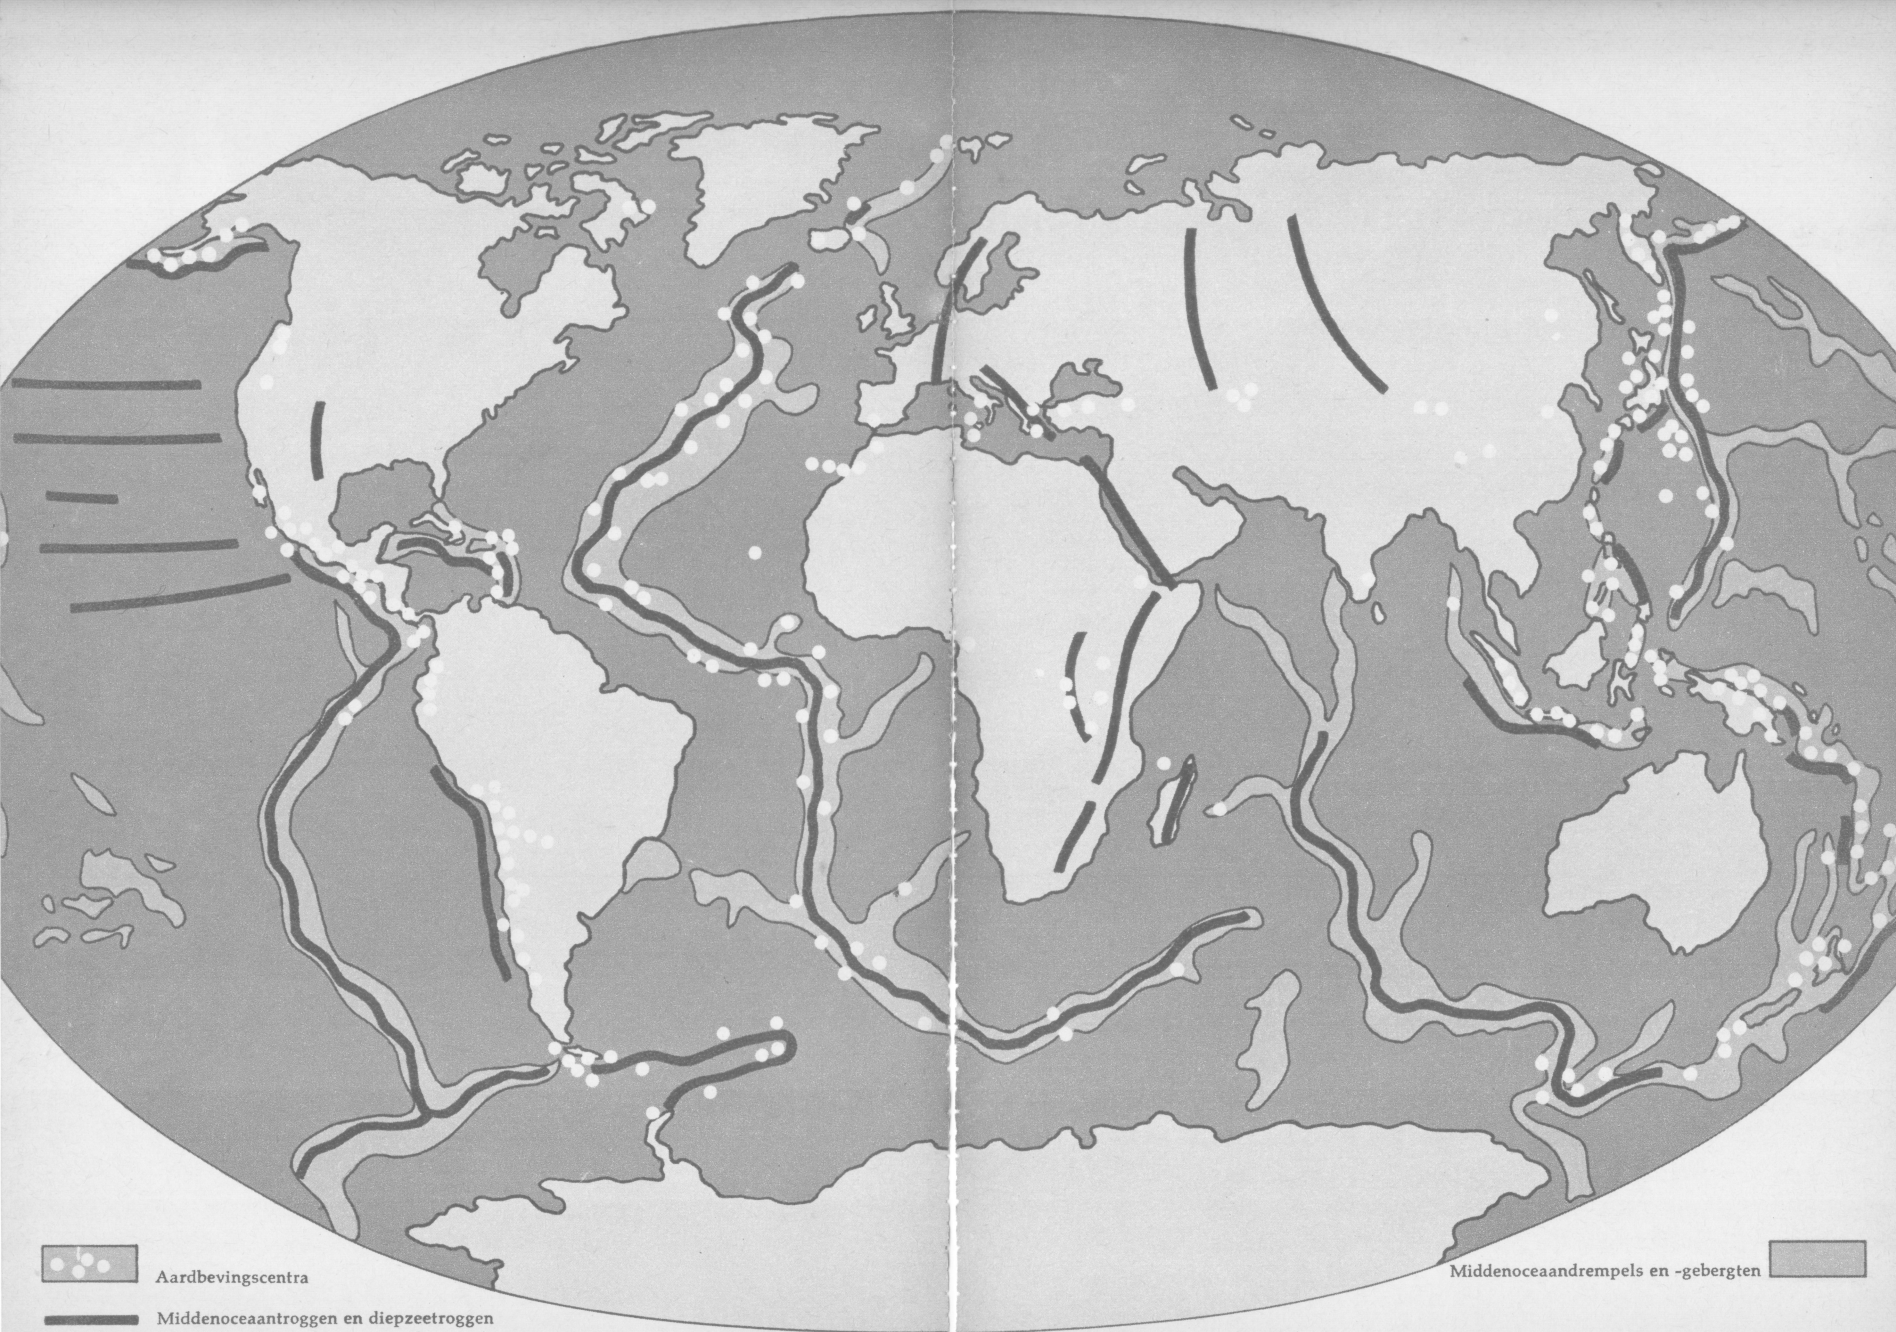 Aardbevingscentra
Middenoceaantroggen en diepzeetroggen
Middenoceaandrempels en -gebergten